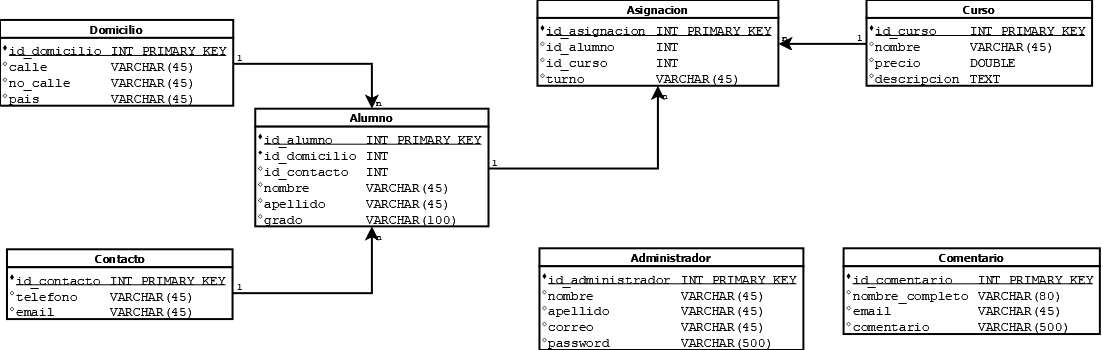 Domicilio
id_domicilio INT PRIMARY KEY
calle VARCHAR(45)
no_calle VARCHAR(45)
pais VARCHAR(45)
1
n
Alumno
id_alumno INT PRIMARY KEY
id_domicilio INT
id_contacto INT
nombre VARCHAR(45)
apellido VARCHAR(45)
grado VARCHAR(100)
n
1
Contacto
id_contacto INT PRIMARY KEY
telefono VARCHAR(45)
email VARCHAR(45)
1
Asignacion
id_asignacion INT PRIMARY KEY
id_alumno INT
id_curso INT
turno VARCHAR(45)
n
n
1
Curso
id_curso INT PRIMARY KEY
nombre VARCHAR(45)
precio DOUBLE
descripcion TEXT
Administrador
id_administrador INT PRIMARY KEY
nombre VARCHAR(45)
apellido VARCHAR(45)
correo VARCHAR(45)
password VARCHAR(500)
Comentario
id_comentario INT PRIMARY KEY
nombre_completo VARCHAR(80)
email VARCHAR(45)
comentario VARCHAR(500)